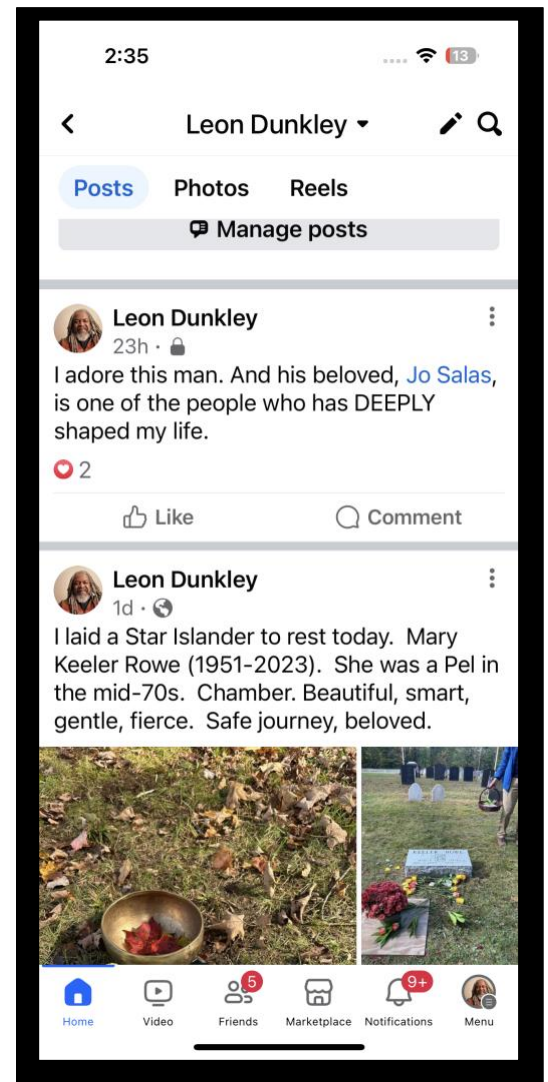 2:35
13
Leon Dunkley
Posts Photos Reels
Manage posts
Leon Dunkley
23h ·
I adore this man. And his beloved, Jo Salas,
is one of the people who has DEEPLY
shaped my life.
2
Like Comment
Leon Dunkley
1d ·
I laid a Star Islander to rest today. Mary
Keeler Rowe (1951-2023). She was a Pel in
the mid-70s. Chamber. Beautiful, smart,
gentle, fierce. Safe journey, beloved.
5 9+
Home Video Friends Marketplace Notifications Menu